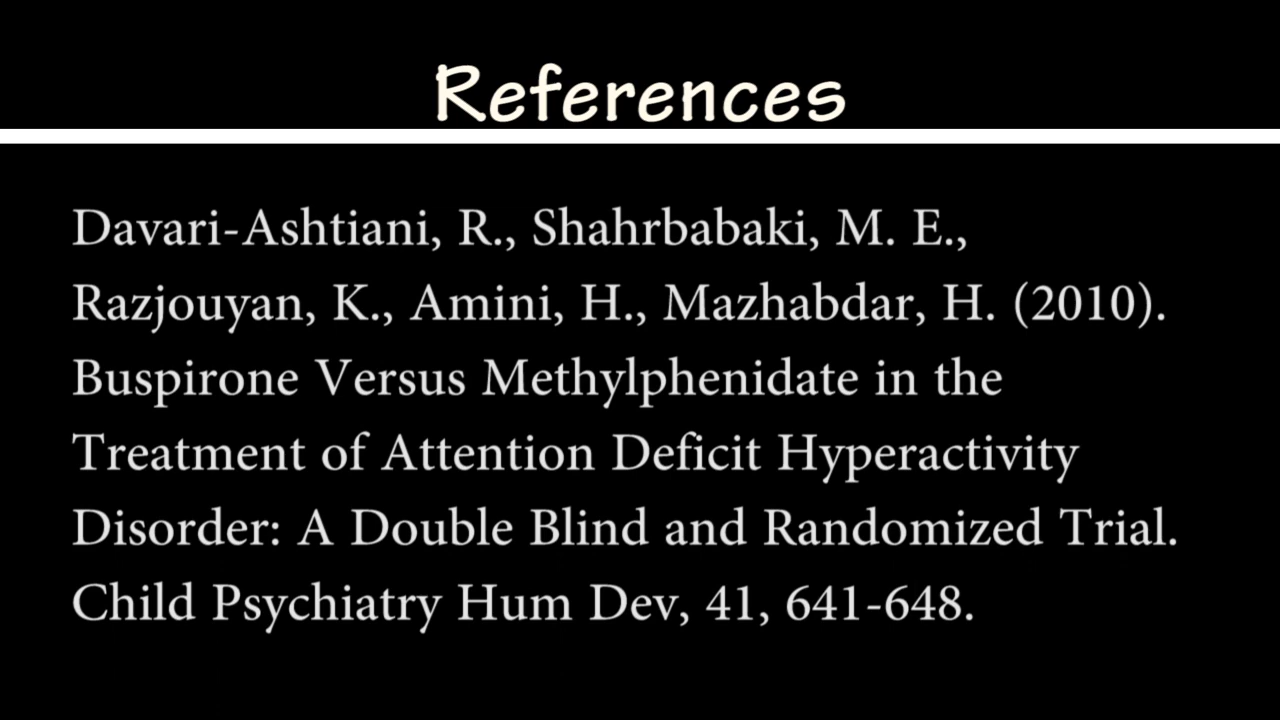 References
Davari-Ashtiani, R., Shahrbabaki, M. E.,
Razjouyan, K., Amini, H., Mazhabdar, H. (2010).
Buspirone Versus Methylphenidate in the
Treatment of Attention Deficit Hyperactivity
Disorder: A Double Blind and Randomized Trial.
Child Psychiatry Hum Dev, 41, 641-648.